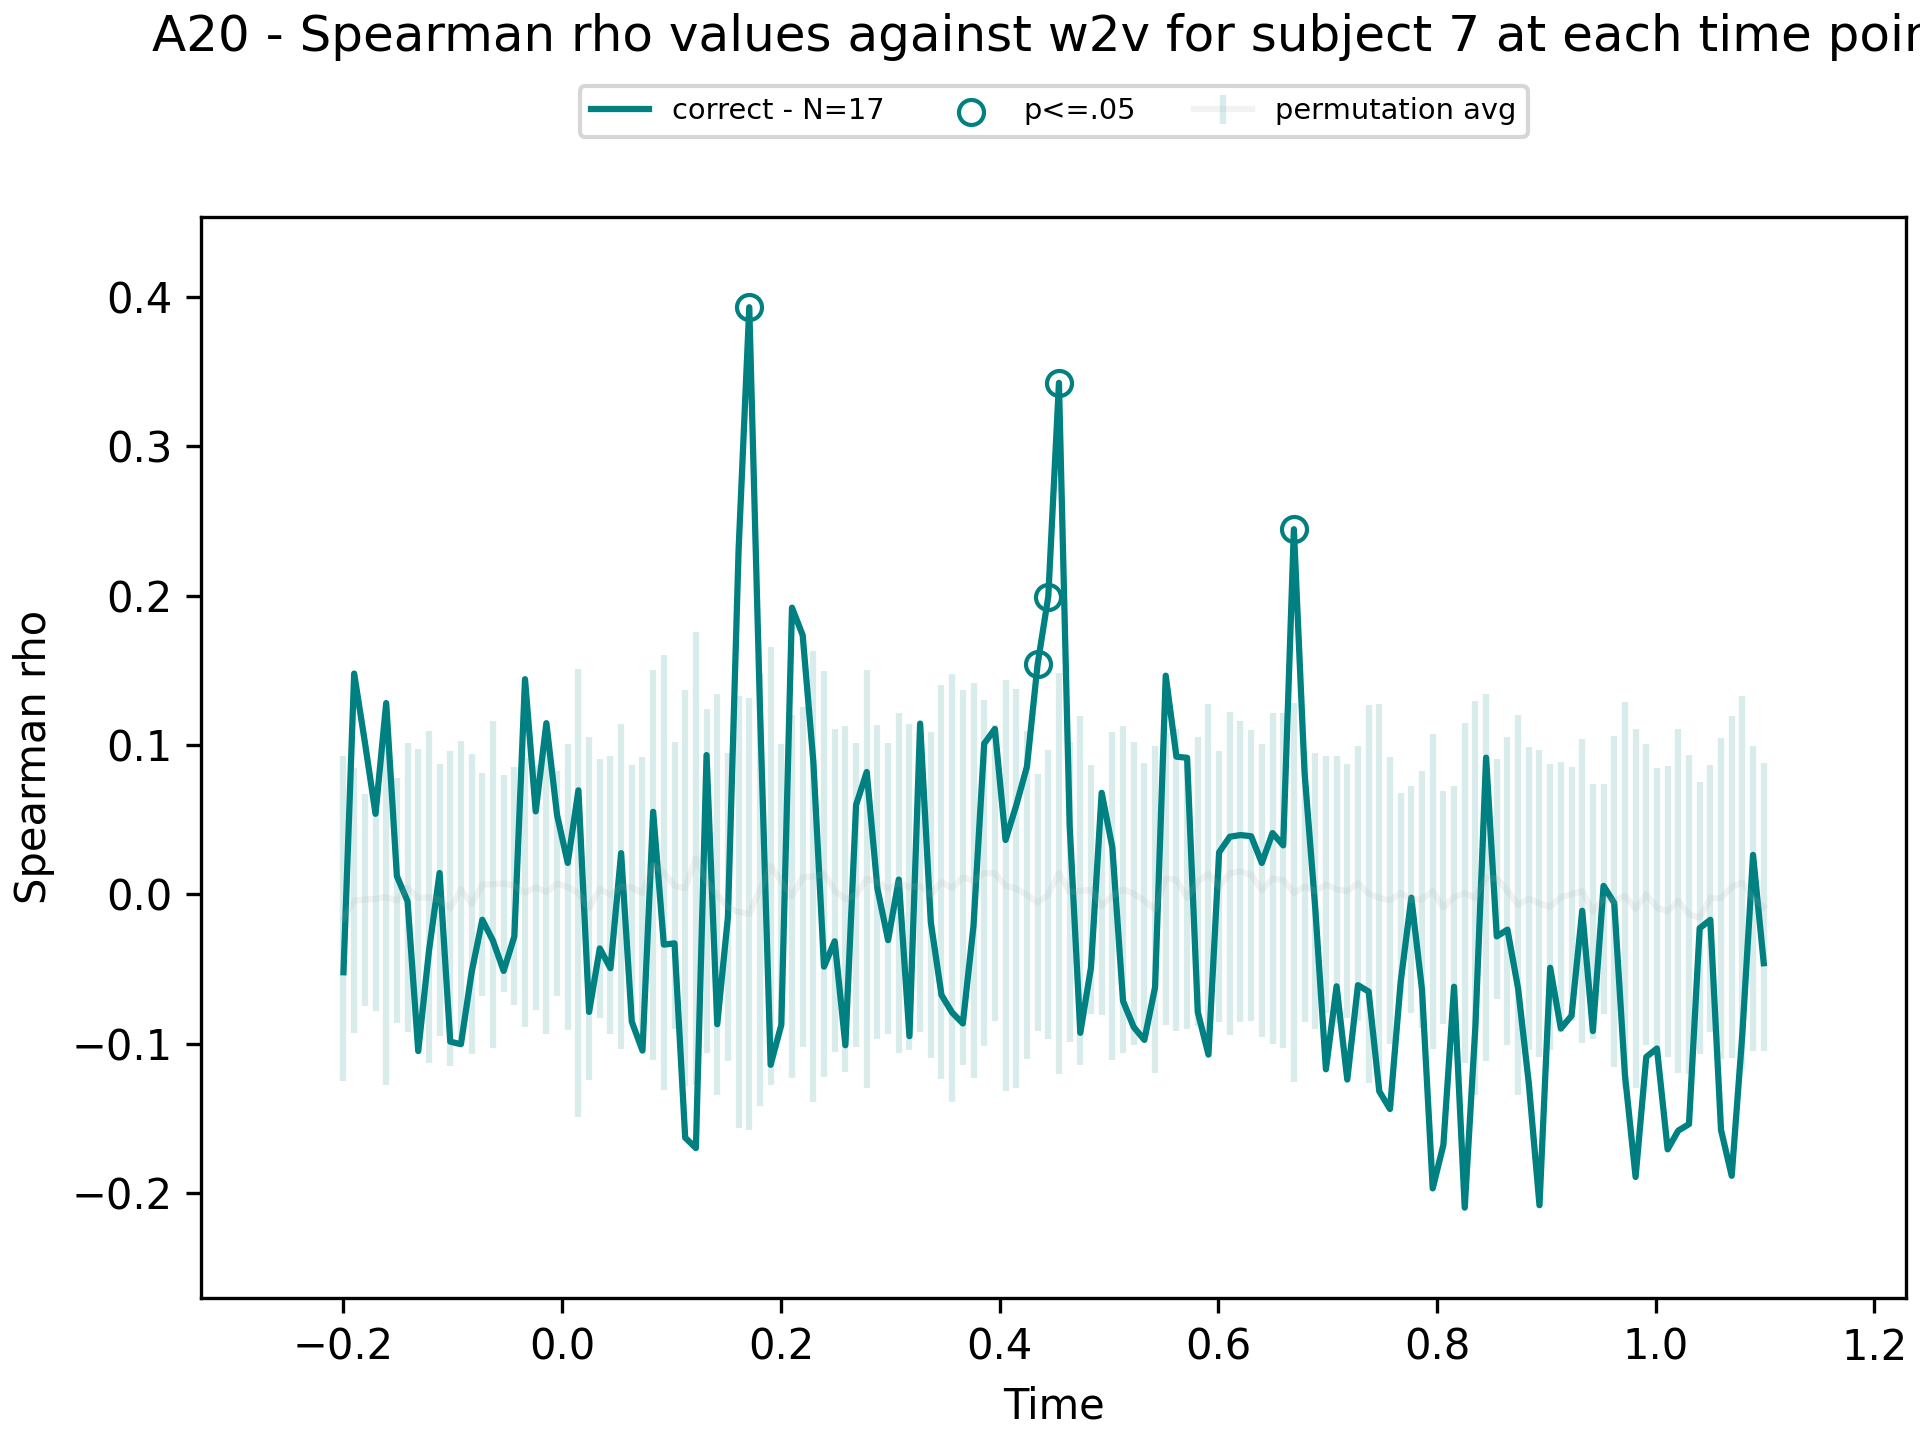 A20 - Spearman rho values against w2v for subject 7 at each time poin
correct - N=17 p<=.05 permutation avg
Spearman rho
0.4
0.3
0.2
0.1
0.0
−0.1
−0.2
−0.2 0.0 0.2 0.4 0.6 0.8 1.0 1.2
Time